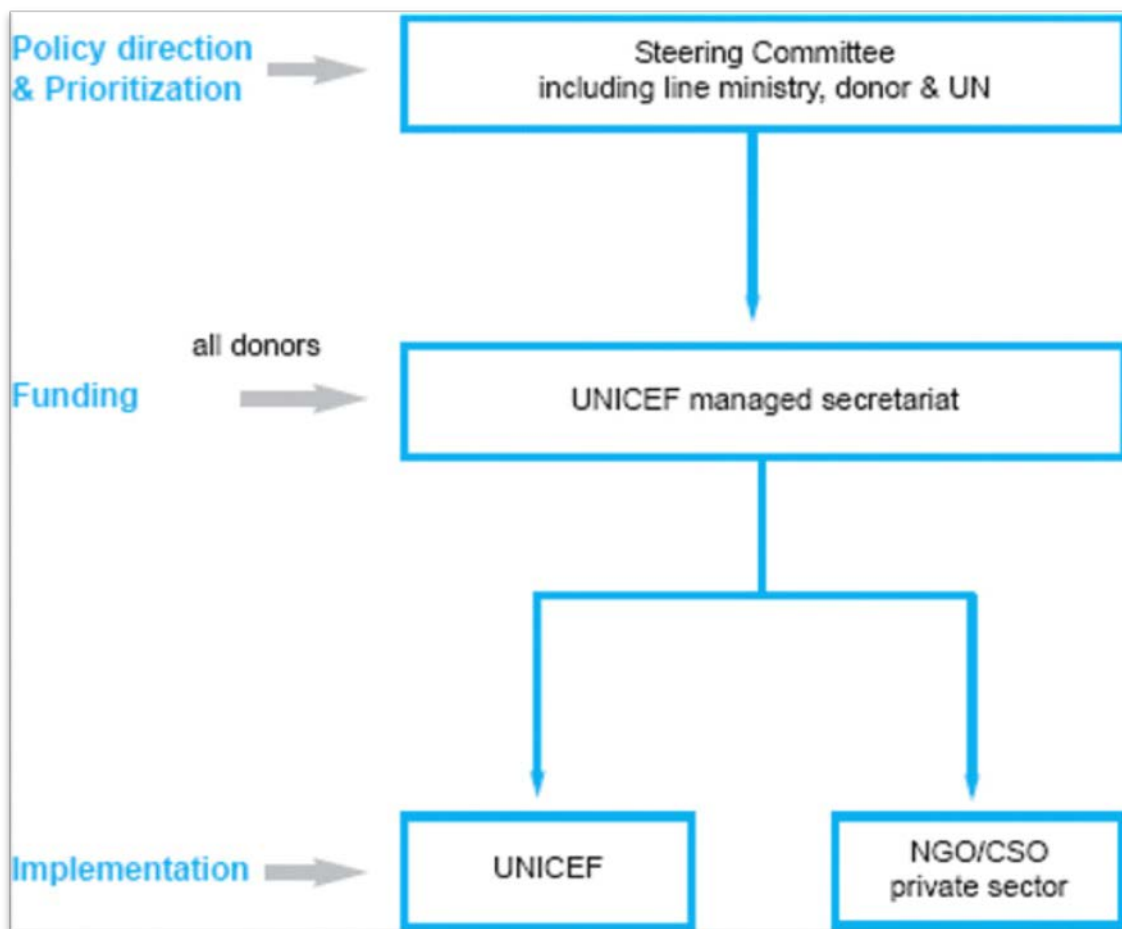 Policy direction
& Prioritization
Steering Committee
including line ministry, donor & UN
all donors
Funding
UNICEF managed secretariat
Implementation
UNICEF
NGO/CSO
private sector